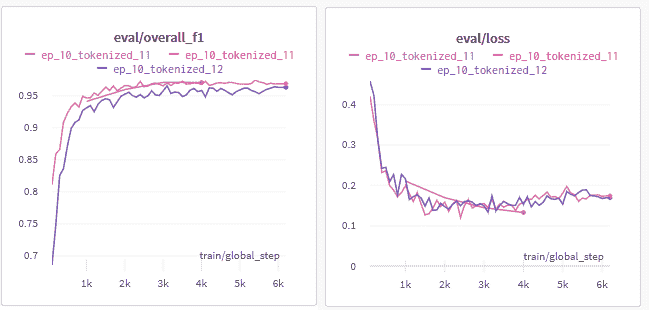 eval/overall_f1
ep_10_tokenized_11 ep_10_tokenized_11
ep_10_tokenized_12
0.95
0.9
0.85
0.8
0.75
0.7
train/global_step
1k 2k 3k 4k 5k 6k
eval/loss
ep_10_tokenized_11 ep_10_tokenized_11
ep_10_tokenized_12
0.4
0.3
0.2
0.1
0
train/global_step
1k 2k 3k 4k 5k 6k